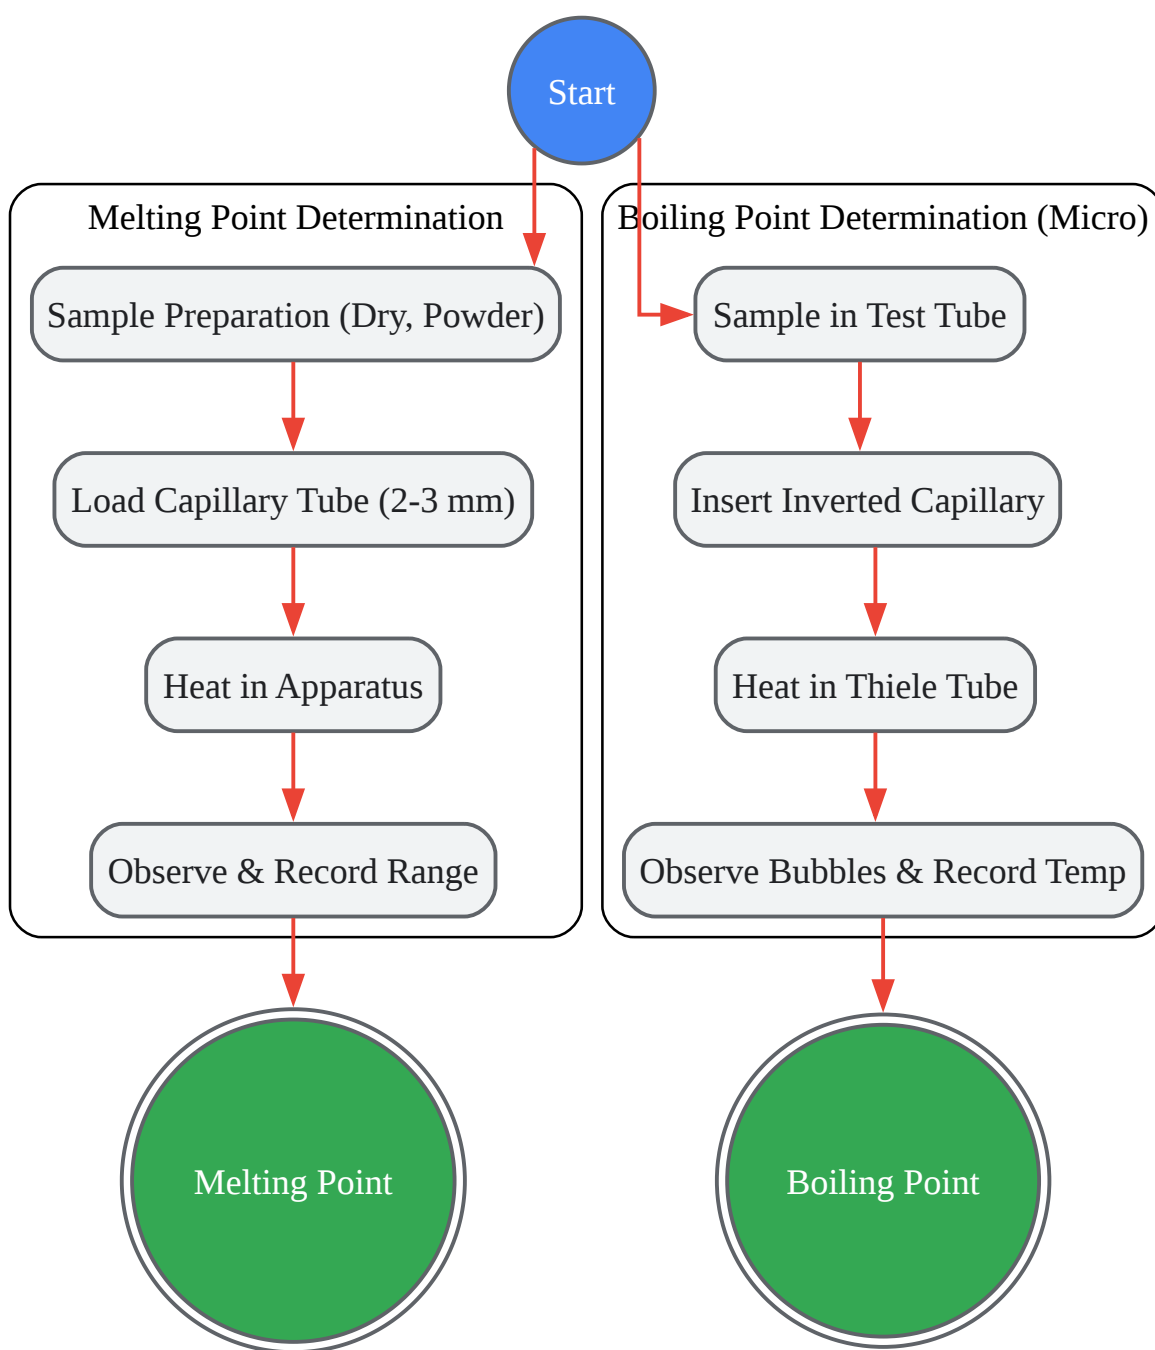 Start
Melting Point Determination
Sample Preparation (Dry, Powder)
Load Capillary Tube (2-3 mm)
Heat in Apparatus
Observe & Record Range
Melting Point
Boiling Point Determination (Micro)
Sample in Test Tube
Insert Inverted Capillary
Heat in Thiele Tube
Observe Bubbles & Record Temp
Boiling Point